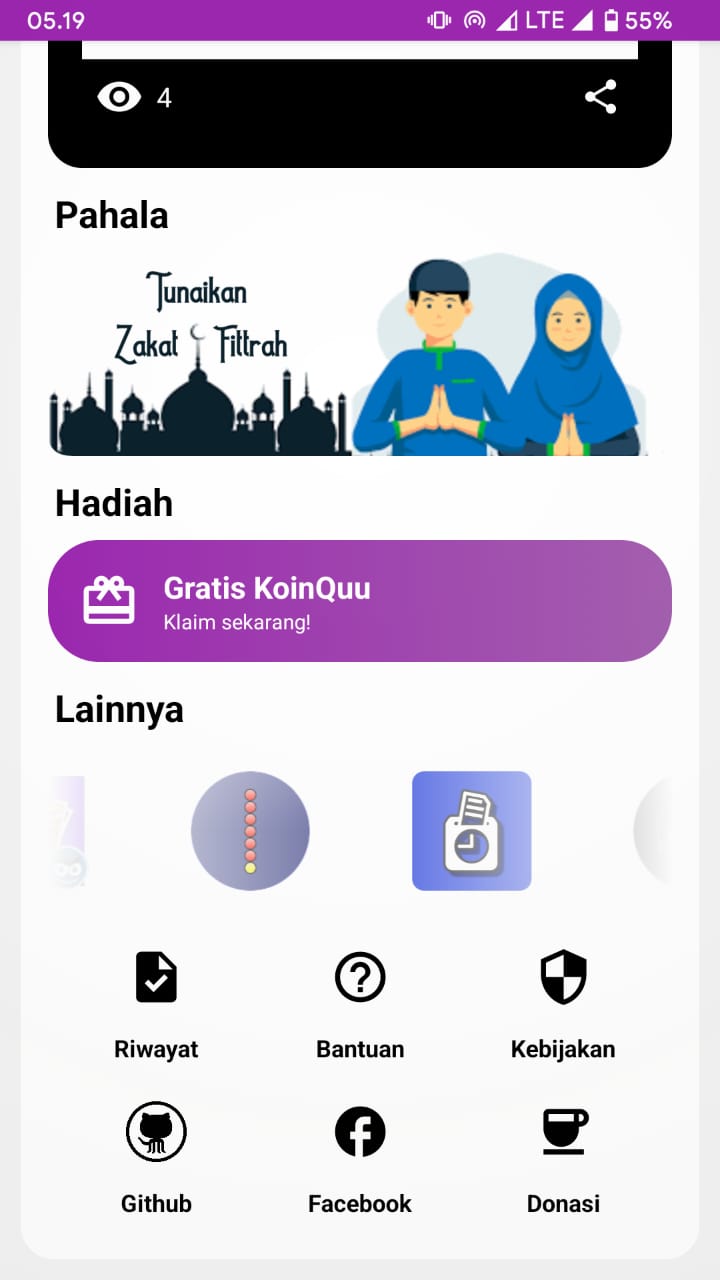 05.19
LTE 55%
4
Pahala
Tunaikan
Zakat Fittrah
Hadiah
Gratis KoinQuu
Klaim sekarang!
Lainnya
Riwayat
Bantuan
Kebijakan
Github
Facebook
Donasi